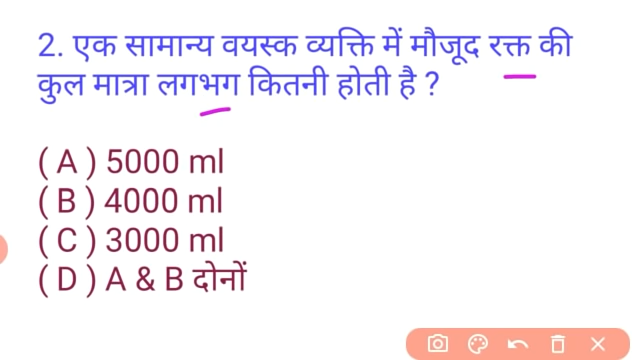 2. एक सामान्य वयस्क व्यक्ति में मौजूद रक्त की
कुल मात्रा लगभग कितनी होती है ?
( A ) 5000 ml
( B ) 4000 ml
( C ) 3000 ml
( D ) A & B दोनों